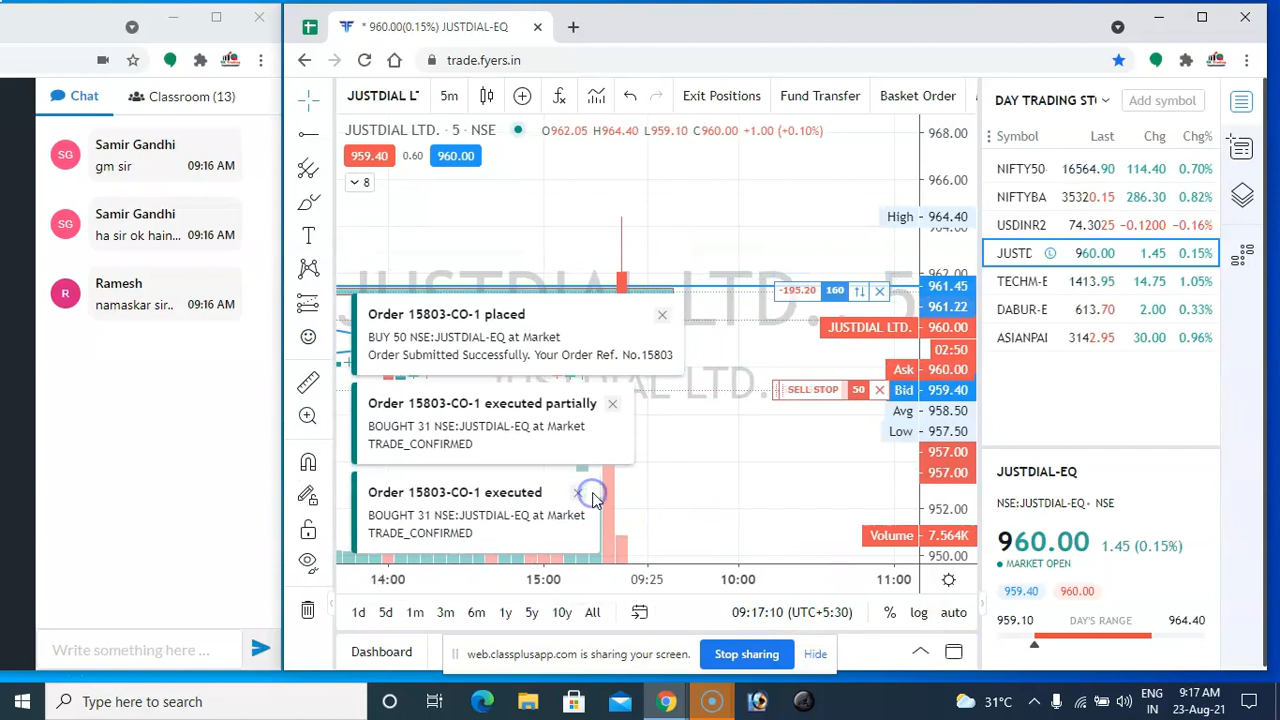 * 960.00(0.15%) JUSTDIAL-EQ
trade.fyers.in
Chat
Classroom (13)
SG
Samir Gandhi
gm sir
09:16 AM
SG
Samir Gandhi
ha sir ok hain...
09:16 AM
R
Ramesh
namaskar sir..
09:16 AM
Write something here ...
JUSTDIAL LT
5m
Exit Positions
Fund Transfer
Basket Order
JUSTDIAL LTD. · 5 · NSE
O962.05 H964.40 L959.10 C960.00 +1.00 (+0.10%)
959.40
0.60
960.00
8
968.00
966.00
High - 964.40
964.00
962.00
-195.20
160
961.45
961.22
JUSTDIAL LTD.
960.00
02:50
Ask
960.00
SELL STOP
50
Bid
959.40
Avg - 958.50
Low - 957.50
957.00
957.00
952.00
Volume
7.564K
950.00
JUSTDIAL LTD.
Order 15803-CO-1 placed
BUY 50 NSE:JUSTDIAL-EQ at Market
Order Submitted Successfully. Your Order Ref. No.15803
Order 15803-CO-1 executed partially
BOUGHT 31 NSE:JUSTDIAL-EQ at Market
TRADE_CONFIRMED
Order 15803-CO-1 executed
BOUGHT 31 NSE:JUSTDIAL-EQ at Market
TRADE_CONFIRMED
14:00
15:00
09:25
10:00
11:00
1d 5d 1m 3m 6m 1y 5y 10y All
09:17:10 (UTC+5:30)
% log auto
Dashboard
web.classplusapp.com is sharing your screen.
Stop sharing
Hide
DAY TRADING STO
Add symbol
Symbol Last Chg Chg%
NIFTY50- 16564.90 114.40 0.70%
NIFTYBA 35320.15 286.30 0.82%
USDINR2 74.3025 -0.1200 -0.16%
JUSTD L 960.00 1.45 0.15%
TECHM-E 1413.95 14.75 1.05%
DABUR-E 613.70 2.00 0.33%
ASIANPAI 3142.95 30.00 0.96%
JUSTDIAL-EQ
NSE:JUSTDIAL-EQ • NSE
960.00 1.45 (0.15%)
MARKET OPEN
959.40
960.00
959.10 DAY'S RANGE 964.40
Type here to search
31°C
ENG
IN
9:17 AM
23-Aug-21